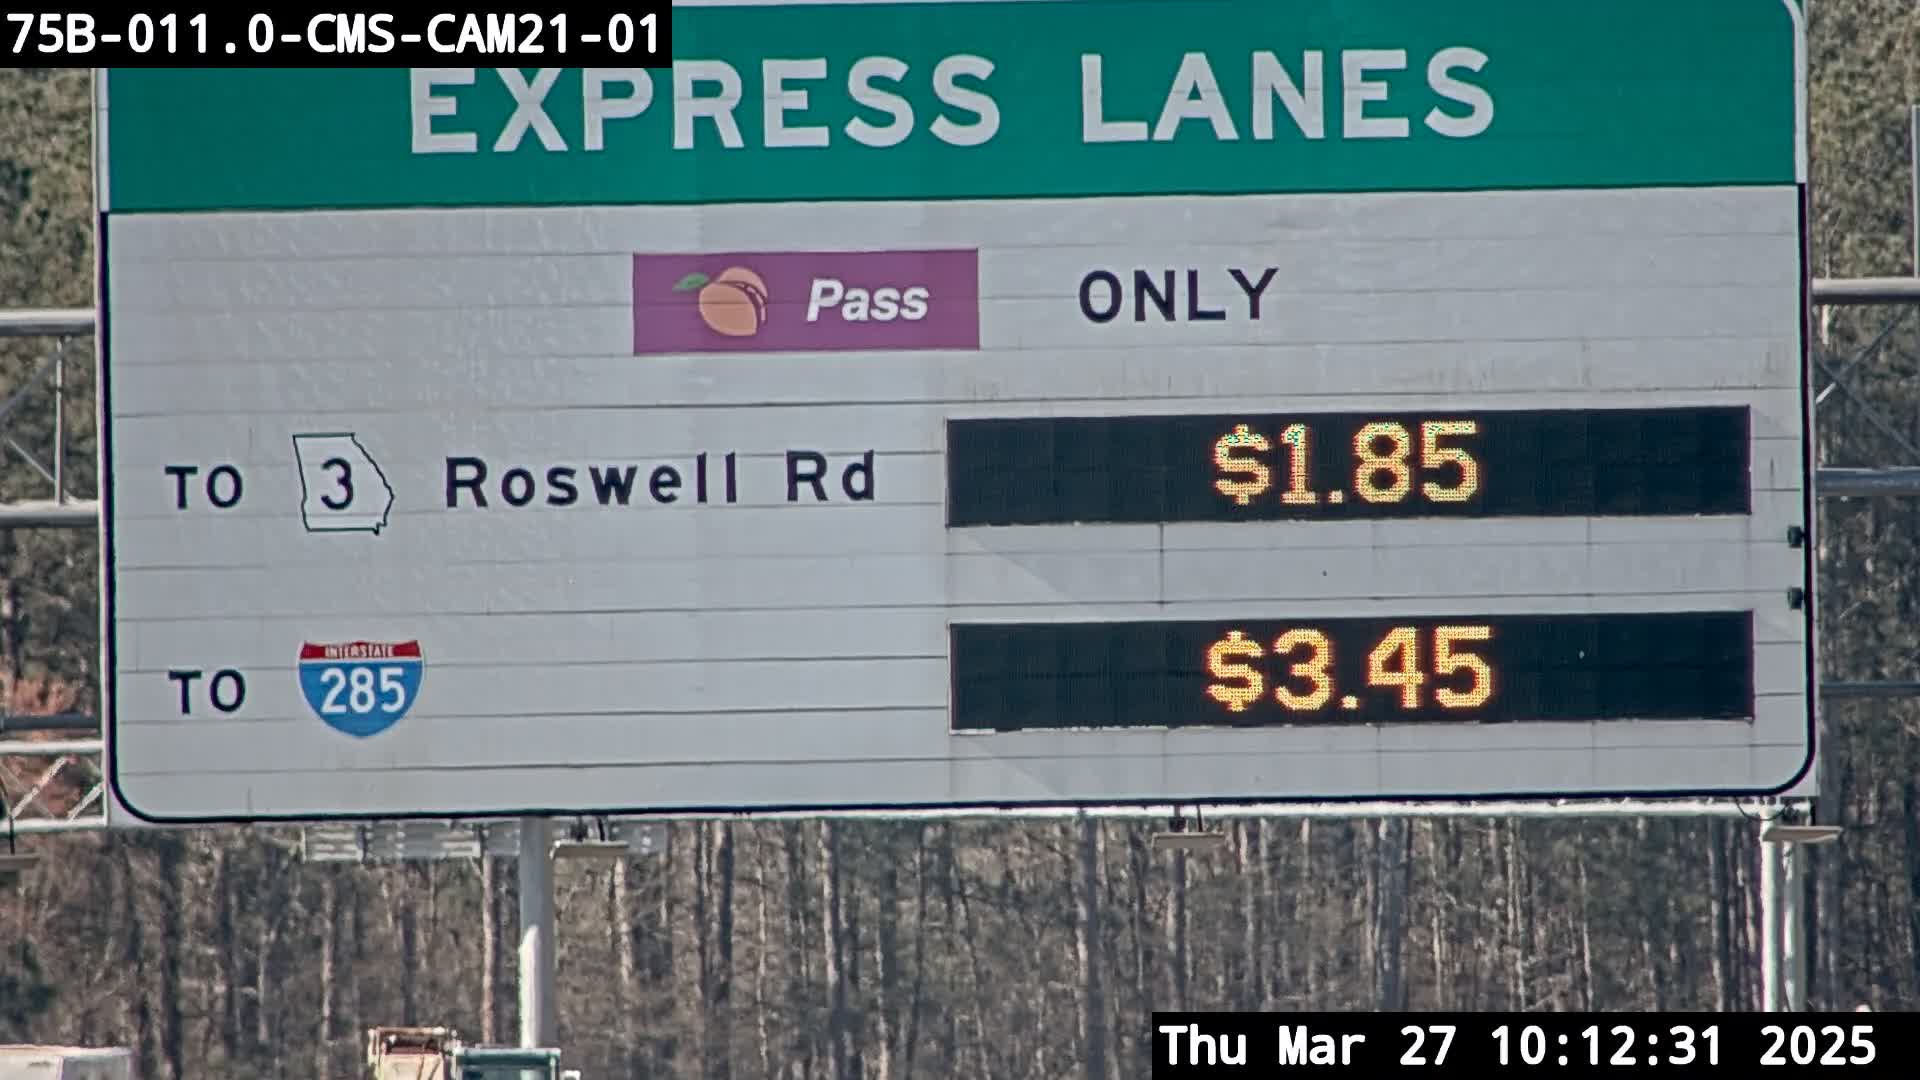 75B-011.0-CMS-CAM21-01
EXPRESS LANES
Pass ONLY
TO 3 Roswell Rd $1.85
INTERSTATE
TO 285 $3.45
Thu Mar 27 10:12:31 2025